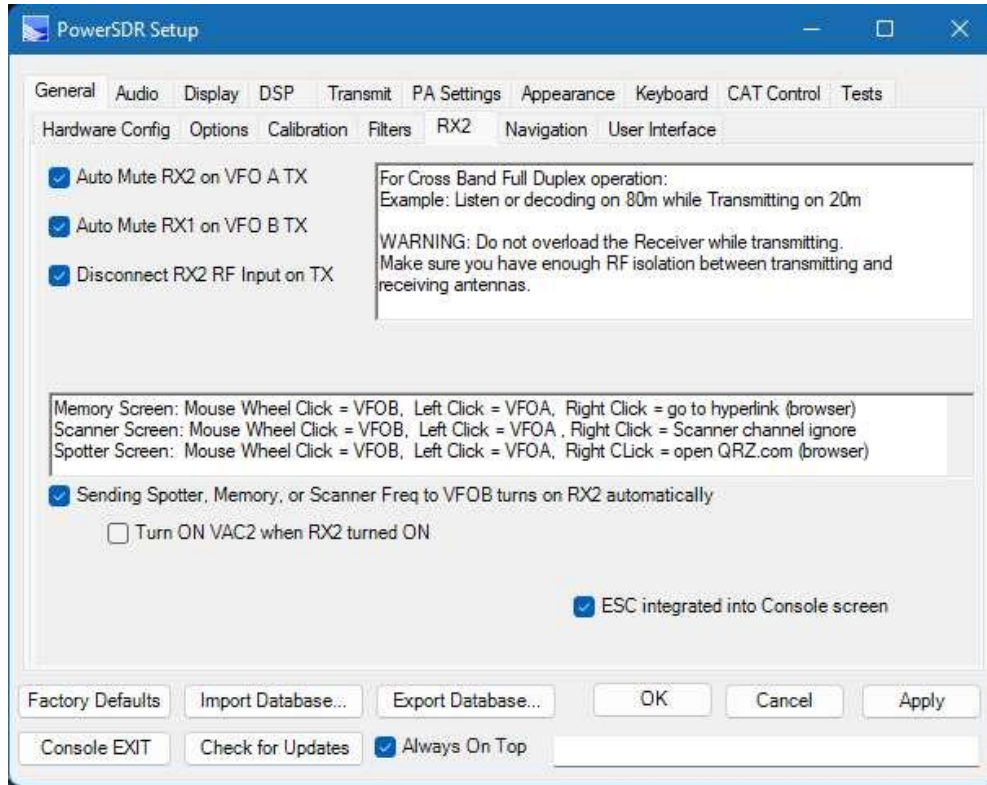 PowerSDR Setup
General Audio Display DSP Transmit PA Settings Appearance Keyboard CAT Control Tests
Hardware Config Options Calibration Filters RX2 Navigation User Interface
Auto Mute RX2 on VFO A TX
Auto Mute RX1 on VFO B TX
Disconnect RX2 RF Input on TX
For Cross Band Full Duplex operation:
Example: Listen or decoding on 80m while Transmitting on 20m
WARNING: Do not overload the Receiver while transmitting.
Make sure you have enough RF isolation between transmitting and
receiving antennas.
Memory Screen: Mouse Wheel Click = VFOB, Left Click = VFOA, Right Click = go to hyperlink (browser)
Scanner Screen: Mouse Wheel Click = VFOB, Left Click = VFOA , Right Click = Scanner channel ignore
Spotter Screen: Mouse Wheel Click = VFOB, Left Click = VFOA, Right CLick = open QRZ.com (browser)
Sending Spotter, Memory, or Scanner Freq to VFOB turns on RX2 automatically
Turn ON VAC2 when RX2 turned ON
ESC integrated into Console screen
Factory Defaults Import Database... Export Database... OK Cancel Apply
Console EXIT Check for Updates Always On Top